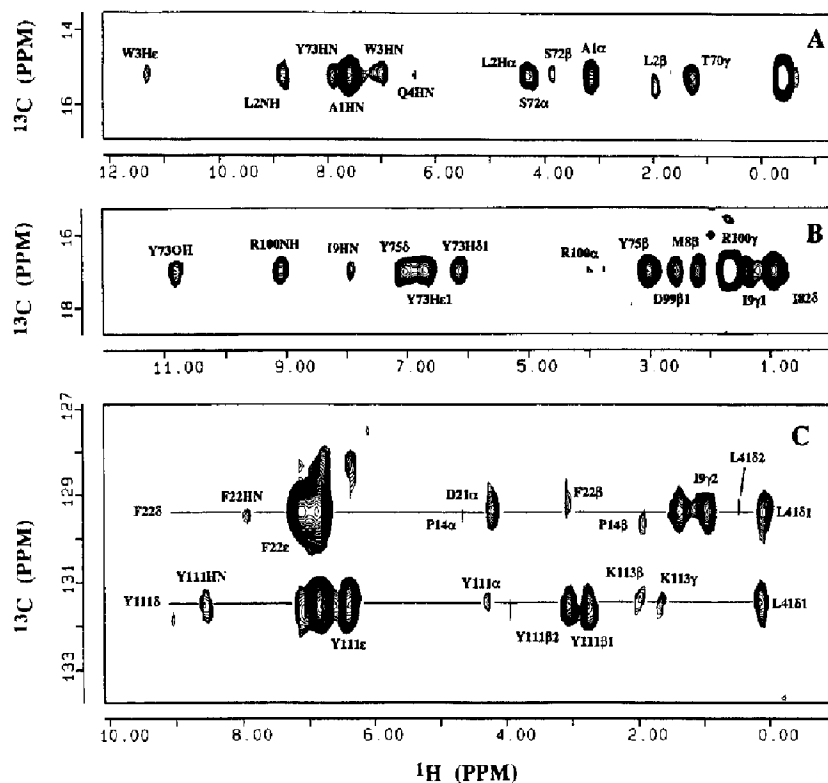 14
13C (PPM)
16
A
W3Hε
Y73HN
W3HN
L2NH
A1HN
Q4HN
L2Hα
S72β
A1α
S72α
L2β
T70γ
12.00
10.00
8.00
6.00
4.00
2.00
0.00
16
13C (PPM)
18
B
Y73OH
R100NH
I9HN
Y75δ
Y73Hδ1
Y73Hε1
R100α
Y75β
M8β
R100γ
D99β1
I9γ1
I82δ
11.00
9.00
7.00
5.00
3.00
1.00
127
129
131
133
13C (PPM)
C
F22δ
F22HN
F22ε
D21α
P14α
F22β
P14β
I9γ2
L41δ2
L41δ1
Y111δ
Y111HN
Y111ε
Y111α
Y111β2
Y111β1
K113β
K113γ
L41δ1
10.00
8.00
6.00
4.00
2.00
0.00
1H (PPM)